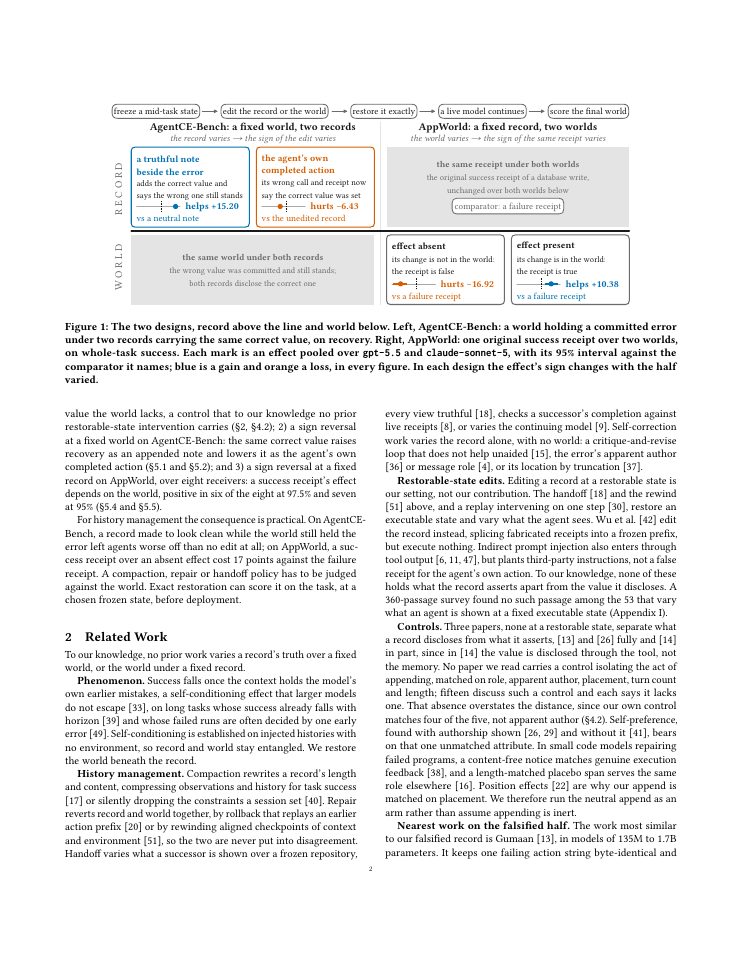 freeze a mid-task state → edit the record or the world → restore it exactly → a live model continues → score the final world
AgentCE-Bench: a fixed world, two records
the record varies → the sign of the edit varies
AppWorld: a fixed record, two worlds
the world varies → the sign of the same receipt varies
RECORD
a truthful note
beside the error
adds the correct value and
says the wrong one still stands
helps +15.20
vs a neutral note
the agent's own
completed action
its wrong call and receipt now
say the correct value was set
hurts −6.43
vs the unedited record
the same receipt under both worlds
the original success receipt of a database write,
unchanged over both worlds below
comparator: a failure receipt
WORLD
the same world under both records
the wrong value was committed and still stands;
both records disclose the correct one
effect absent
its change is not in the world:
the receipt is false
hurts −16.92
vs a failure receipt
effect present
its change is in the world:
the receipt is true
helps +10.38
vs a failure receipt
Figure 1: The two designs, record above the line and world below. Left, AgentCE-Bench: a world holding a committed error
under two records carrying the same correct value, on recovery. Right, AppWorld: one original success receipt over two worlds,
on whole-task success. Each mark is an effect pooled over gpt-5.5 and claude-sonnet-5, with its 95% interval against the
comparator it names; blue is a gain and orange a loss, in every figure. In each design the effect's sign changes with the half
varied.
value the world lacks, a control that to our knowledge no prior
restorable-state intervention carries (§2, §4.2); 2) a sign reversal
at a fixed world on AgentCE-Bench: the same correct value raises
recovery as an appended note and lowers it as the agent's own
completed action (§5.1 and §5.2); and 3) a sign reversal at a fixed
record on AppWorld, over eight receivers: a success receipt's effect
depends on the world, positive in six of the eight at 97.5% and seven
at 95% (§5.4 and §5.5).
For history management the consequence is practical. On AgentCE-
Bench, a record made to look clean while the world still held the
error left agents worse off than no edit at all; on AppWorld, a suc-
cess receipt over an absent effect cost 17 points against the failure
receipt. A compaction, repair or handoff policy has to be judged
against the world. Exact restoration can score it on the task, at a
chosen frozen state, before deployment.
2 Related Work
To our knowledge, no prior work varies a record's truth over a fixed
world, or the world under a fixed record.
Phenomenon. Success falls once the context holds the model's
own earlier mistakes, a self-conditioning effect that larger models
do not escape [33], on long tasks whose success already falls with
horizon [39] and whose failed runs are often decided by one early
error [49]. Self-conditioning is established on injected histories with
no environment, so record and world stay entangled. We restore
the world beneath the record.
History management. Compaction rewrites a record's length
and content, compressing observations and history for task success
[17] or silently dropping the constraints a session set [40]. Repair
reverts record and world together, by rollback that replays an earlier
action prefix [20] or by rewinding aligned checkpoints of context
and environment [51], so the two are never put into disagreement.
Handoff varies what a successor is shown over a frozen repository,
every view truthful [18], checks a successor's completion against
live receipts [8], or varies the continuing model [9]. Self-correction
work varies the record alone, with no world: a critique-and-revise
loop that does not help unaided [15], the error's apparent author
[36] or message role [4], or its location by truncation [37].
Restorable-state edits. Editing a record at a restorable state is
our setting, not our contribution. The handoff [18] and the rewind
[51] above, and a replay intervening on one step [30], restore an
executable state and vary what the agent sees. Wu et al. [42] edit
the record instead, splicing fabricated receipts into a frozen prefix,
but execute nothing. Indirect prompt injection also enters through
tool output [6, 11, 47], but plants third-party instructions, not a false
receipt for the agent's own action. To our knowledge, none of these
holds what the record asserts apart from the value it discloses. A
360-passage survey found no such passage among the 53 that vary
what an agent is shown at a fixed executable state (Appendix I).
Controls. Three papers, none at a restorable state, separate what
a record discloses from what it asserts, [13] and [26] fully and [14]
in part, since in [14] the value is disclosed through the tool, not
the memory. No paper we read carries a control isolating the act of
appending, matched on role, apparent author, placement, turn count
and length; fifteen discuss such a control and each says it lacks
one. That absence overstates the distance, since our own control
matches four of the five, not apparent author (§4.2). Self-preference,
found with authorship shown [26, 29] and without it [41], bears
on that one unmatched attribute. In small code models repairing
failed programs, a content-free notice matches genuine execution
feedback [38], and a length-matched placebo span serves the same
role elsewhere [16]. Position effects [22] are why our append is
matched on placement. We therefore run the neutral append as an
arm rather than assume appending is inert.
Nearest work on the falsified half. The work most similar
to our falsified record is Gumaan [13], in models of 135M to 1.7B
parameters. It keeps one failing action string byte-identical and
2